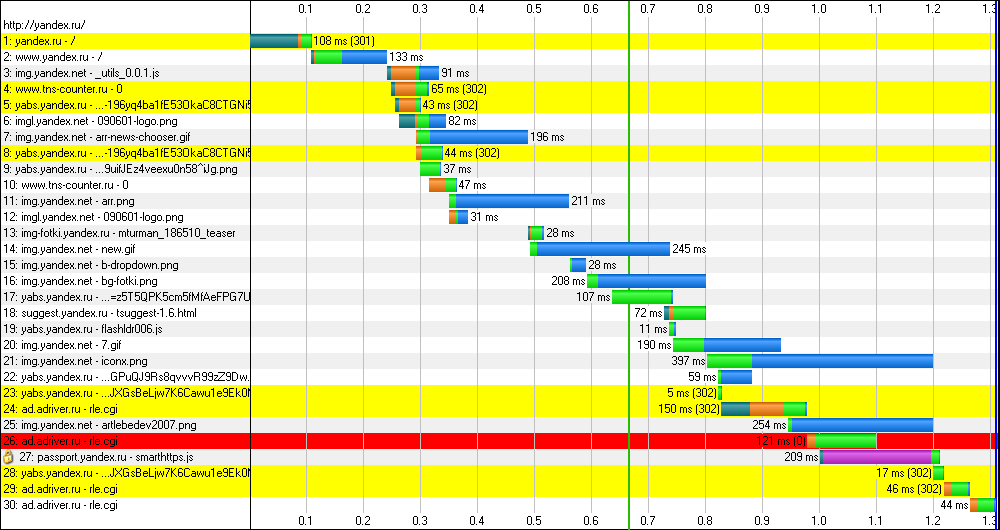 0.1 0.2 0.3 0.4 0.5 0.6 0.7 0.8 0.9 1.0 1.1 1.2 1.3
http://yandex.ru/
1: yandex.ru - / 108 ms (301)
2: www.yandex.ru - / 133 ms
3: img.yandex.net - _utils_0.0.1.js 91 ms
4: www.tns-counter.ru - 0 65 ms (302)
5: yabs.yandex.ru - ...-196yq4ba1fE53OkaC8CTGNi5 43 ms (302)
6: imgl.yandex.net - 090601-logo.png 82 ms
7: img.yandex.net - arr-news-chooser.gif 196 ms
8: yabs.yandex.ru - ...-196yq4ba1fE53OkaC8CTGNi5 44 ms (302)
9: yabs.yandex.ru - ...9uifJEz4veexu0n58^iJg.png 37 ms
10: www.tns-counter.ru - 0 47 ms
11: img.yandex.net - arr.png 211 ms
12: imgl.yandex.net - 090601-logo.png 31 ms
13: img-fotki.yandex.ru - mturman_186510_teaser 28 ms
14: img.yandex.net - new.gif 245 ms
15: img.yandex.net - b-dropdown.png 28 ms
16: img.yandex.net - bg-fotki.png 208 ms
17: yabs.yandex.ru - ...=z5T5QPK5cm5fMfAeFPG7U 107 ms
18: suggest.yandex.ru - tsuggest-1.6.html 72 ms
19: yabs.yandex.ru - flashldr006.js 11 ms
20: img.yandex.net - 7.gif 190 ms
21: img.yandex.net - iconx.png 397 ms
22: yabs.yandex.ru - ...GPuQJ9Rs8qvvvR99zZ9Dw. 59 ms
23: yabs.yandex.ru - ...JXGsBeLjw7K6Cawu1e9Ek0N 5 ms (302)
24: ad.adriver.ru - rle.cgi 150 ms (302)
25: img.yandex.net - artlebedev2007.png 254 ms
26: ad.adriver.ru - rle.cgi 121 ms (0)
27: passport.yandex.ru - smarthttps.js 209 ms
28: yabs.yandex.ru - ...JXGsBeLjw7K6Cawu1e9Ek0N 17 ms (302)
29: ad.adriver.ru - rle.cgi 46 ms (302)
30: ad.adriver.ru - rle.cgi 44 ms
0.1 0.2 0.3 0.4 0.5 0.6 0.7 0.8 0.9 1.0 1.1 1.2 1.3